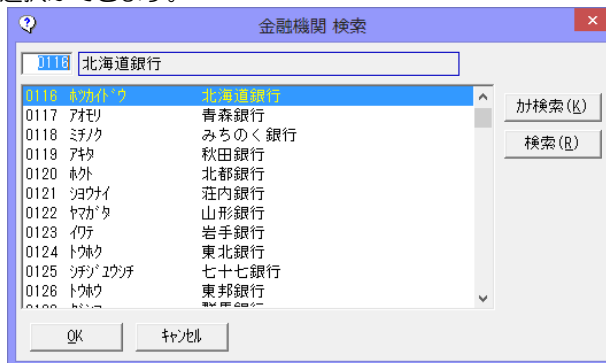 選択ができます。
金融機関 検索
0116 北海道銀行
0116 ﾎﾂｶｲﾄﾞｳ 北海道銀行
0117 ｱｵﾓﾘ 青森銀行
0118 ﾐﾁﾉｸ みちのく銀行
0119 ｱｷﾀ 秋田銀行
0120 ﾎｸﾄ 北都銀行
0121 ｼﾖｳﾅｲ 荘内銀行
0122 ﾔﾏｶﾞﾀ 山形銀行
0123 ｲﾜﾃ 岩手銀行
0124 ﾄｳﾎｸ 東北銀行
0125 ｼﾁｼﾞﾕｳｼﾁ 七十七銀行
0126 ﾄｳﾎｳ 東邦銀行
ｶﾅ検索(K)
検索(R)
OK
ｷｬﾝｾﾙ